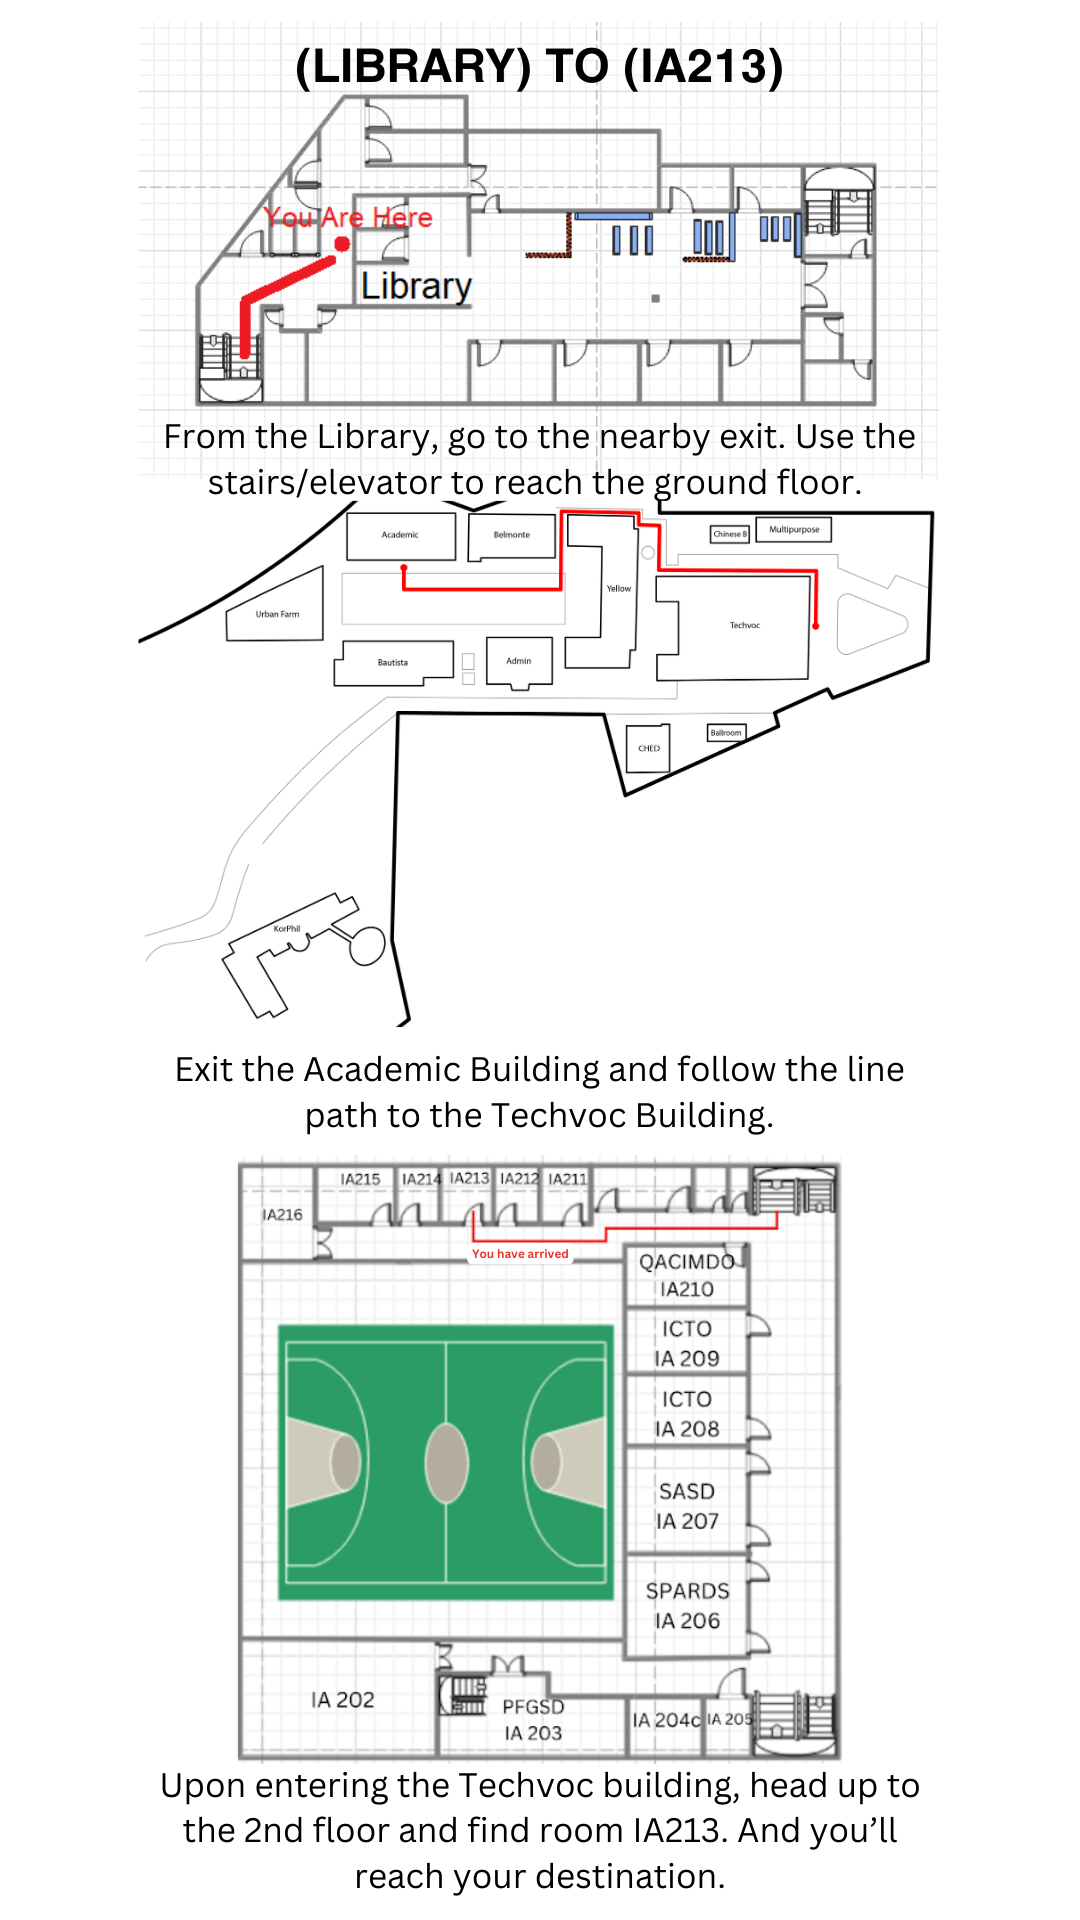 (LIBRARY) TO (IA213)
You Are Here
Library
From the Library, go to the nearby exit. Use the
stairs/elevator to reach the ground floor.
Academic
Belmonte
Chinese B
Multipurpose
Yellow
Urban Farm
Techvoc
Bautista
Admin
CHED
Ballroom
KorPhil
Exit the Academic Building and follow the line
path to the Techvoc Building.
IA215
IA214
IA213
IA212
IA211
IA216
You have arrived
QACIMDO
IA210
ICTO
IA 209
ICTO
IA 208
SASD
IA 207
SPARDS
IA 206
IA 202
PFGSD
IA 203
IA 204c
IA 205
Upon entering the Techvoc building, head up to
the 2nd floor and find room IA213. And you’ll
reach your destination.